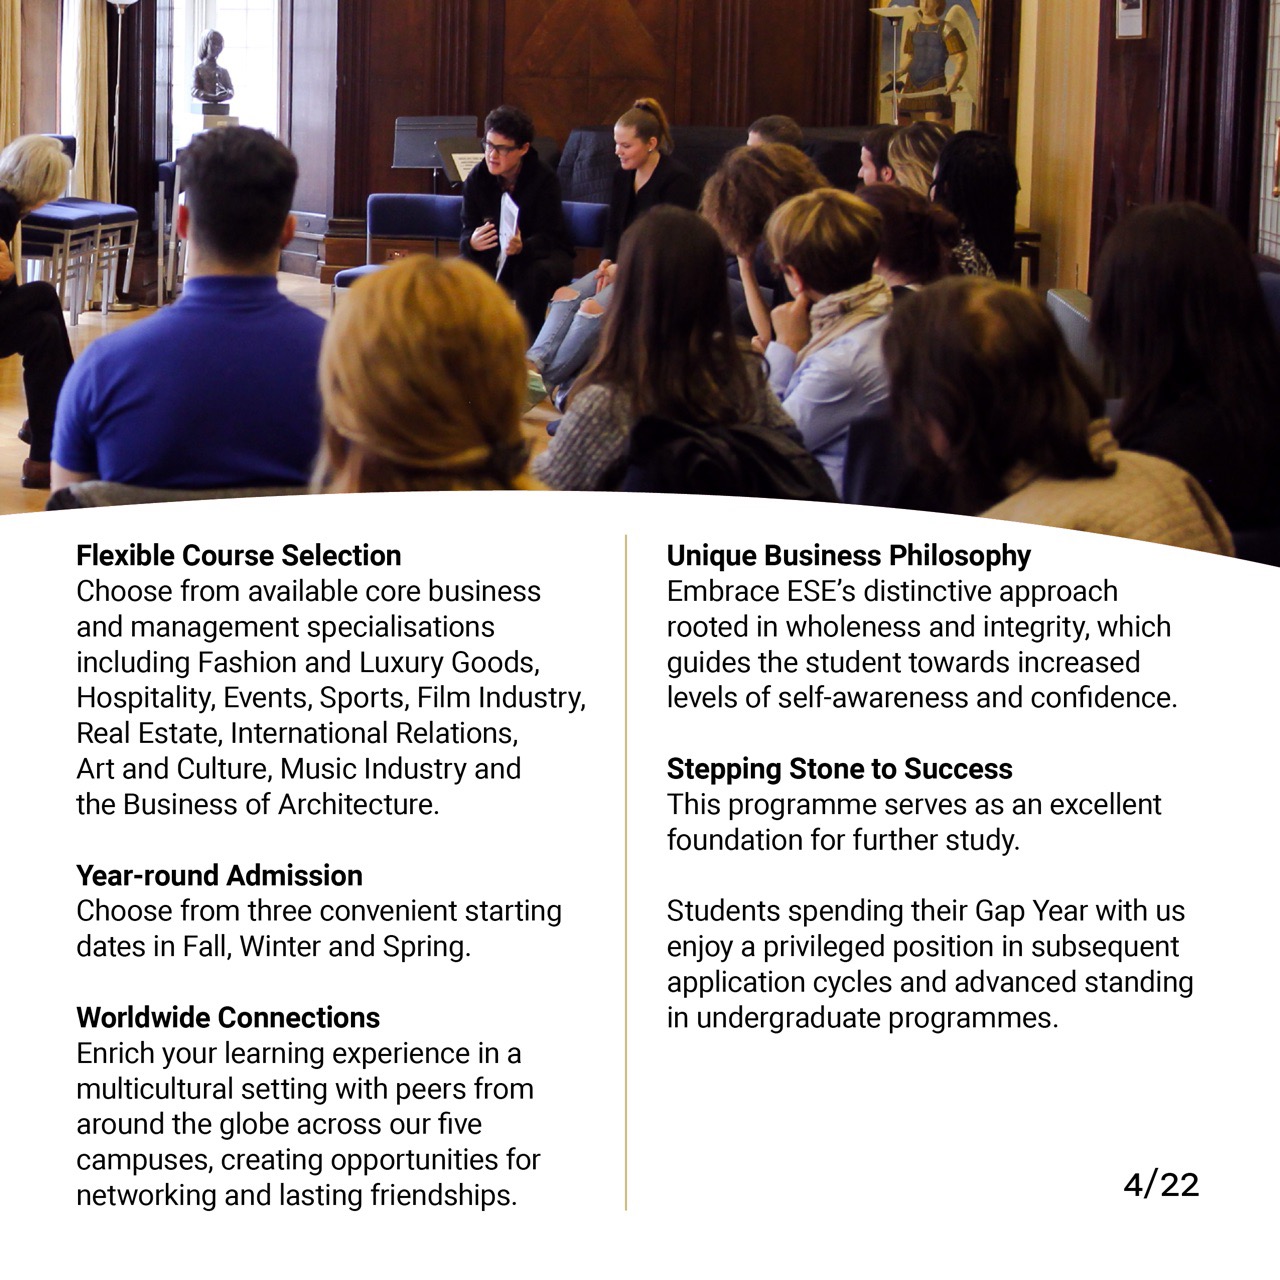 Flexible Course Selection
Choose from available core business
and management specialisations
including Fashion and Luxury Goods,
Hospitality, Events, Sports, Film Industry,
Real Estate, International Relations,
Art and Culture, Music Industry and
the Business of Architecture.
Year-round Admission
Choose from three convenient starting
dates in Fall, Winter and Spring.
Worldwide Connections
Enrich your learning experience in a
multicultural setting with peers from
around the globe across our five
campuses, creating opportunities for
networking and lasting friendships.
Unique Business Philosophy
Embrace ESE’s distinctive approach
rooted in wholeness and integrity, which
guides the student towards increased
levels of self-awareness and confidence.
Stepping Stone to Success
This programme serves as an excellent
foundation for further study.
Students spending their Gap Year with us
enjoy a privileged position in subsequent
application cycles and advanced standing
in undergraduate programmes.
4/22